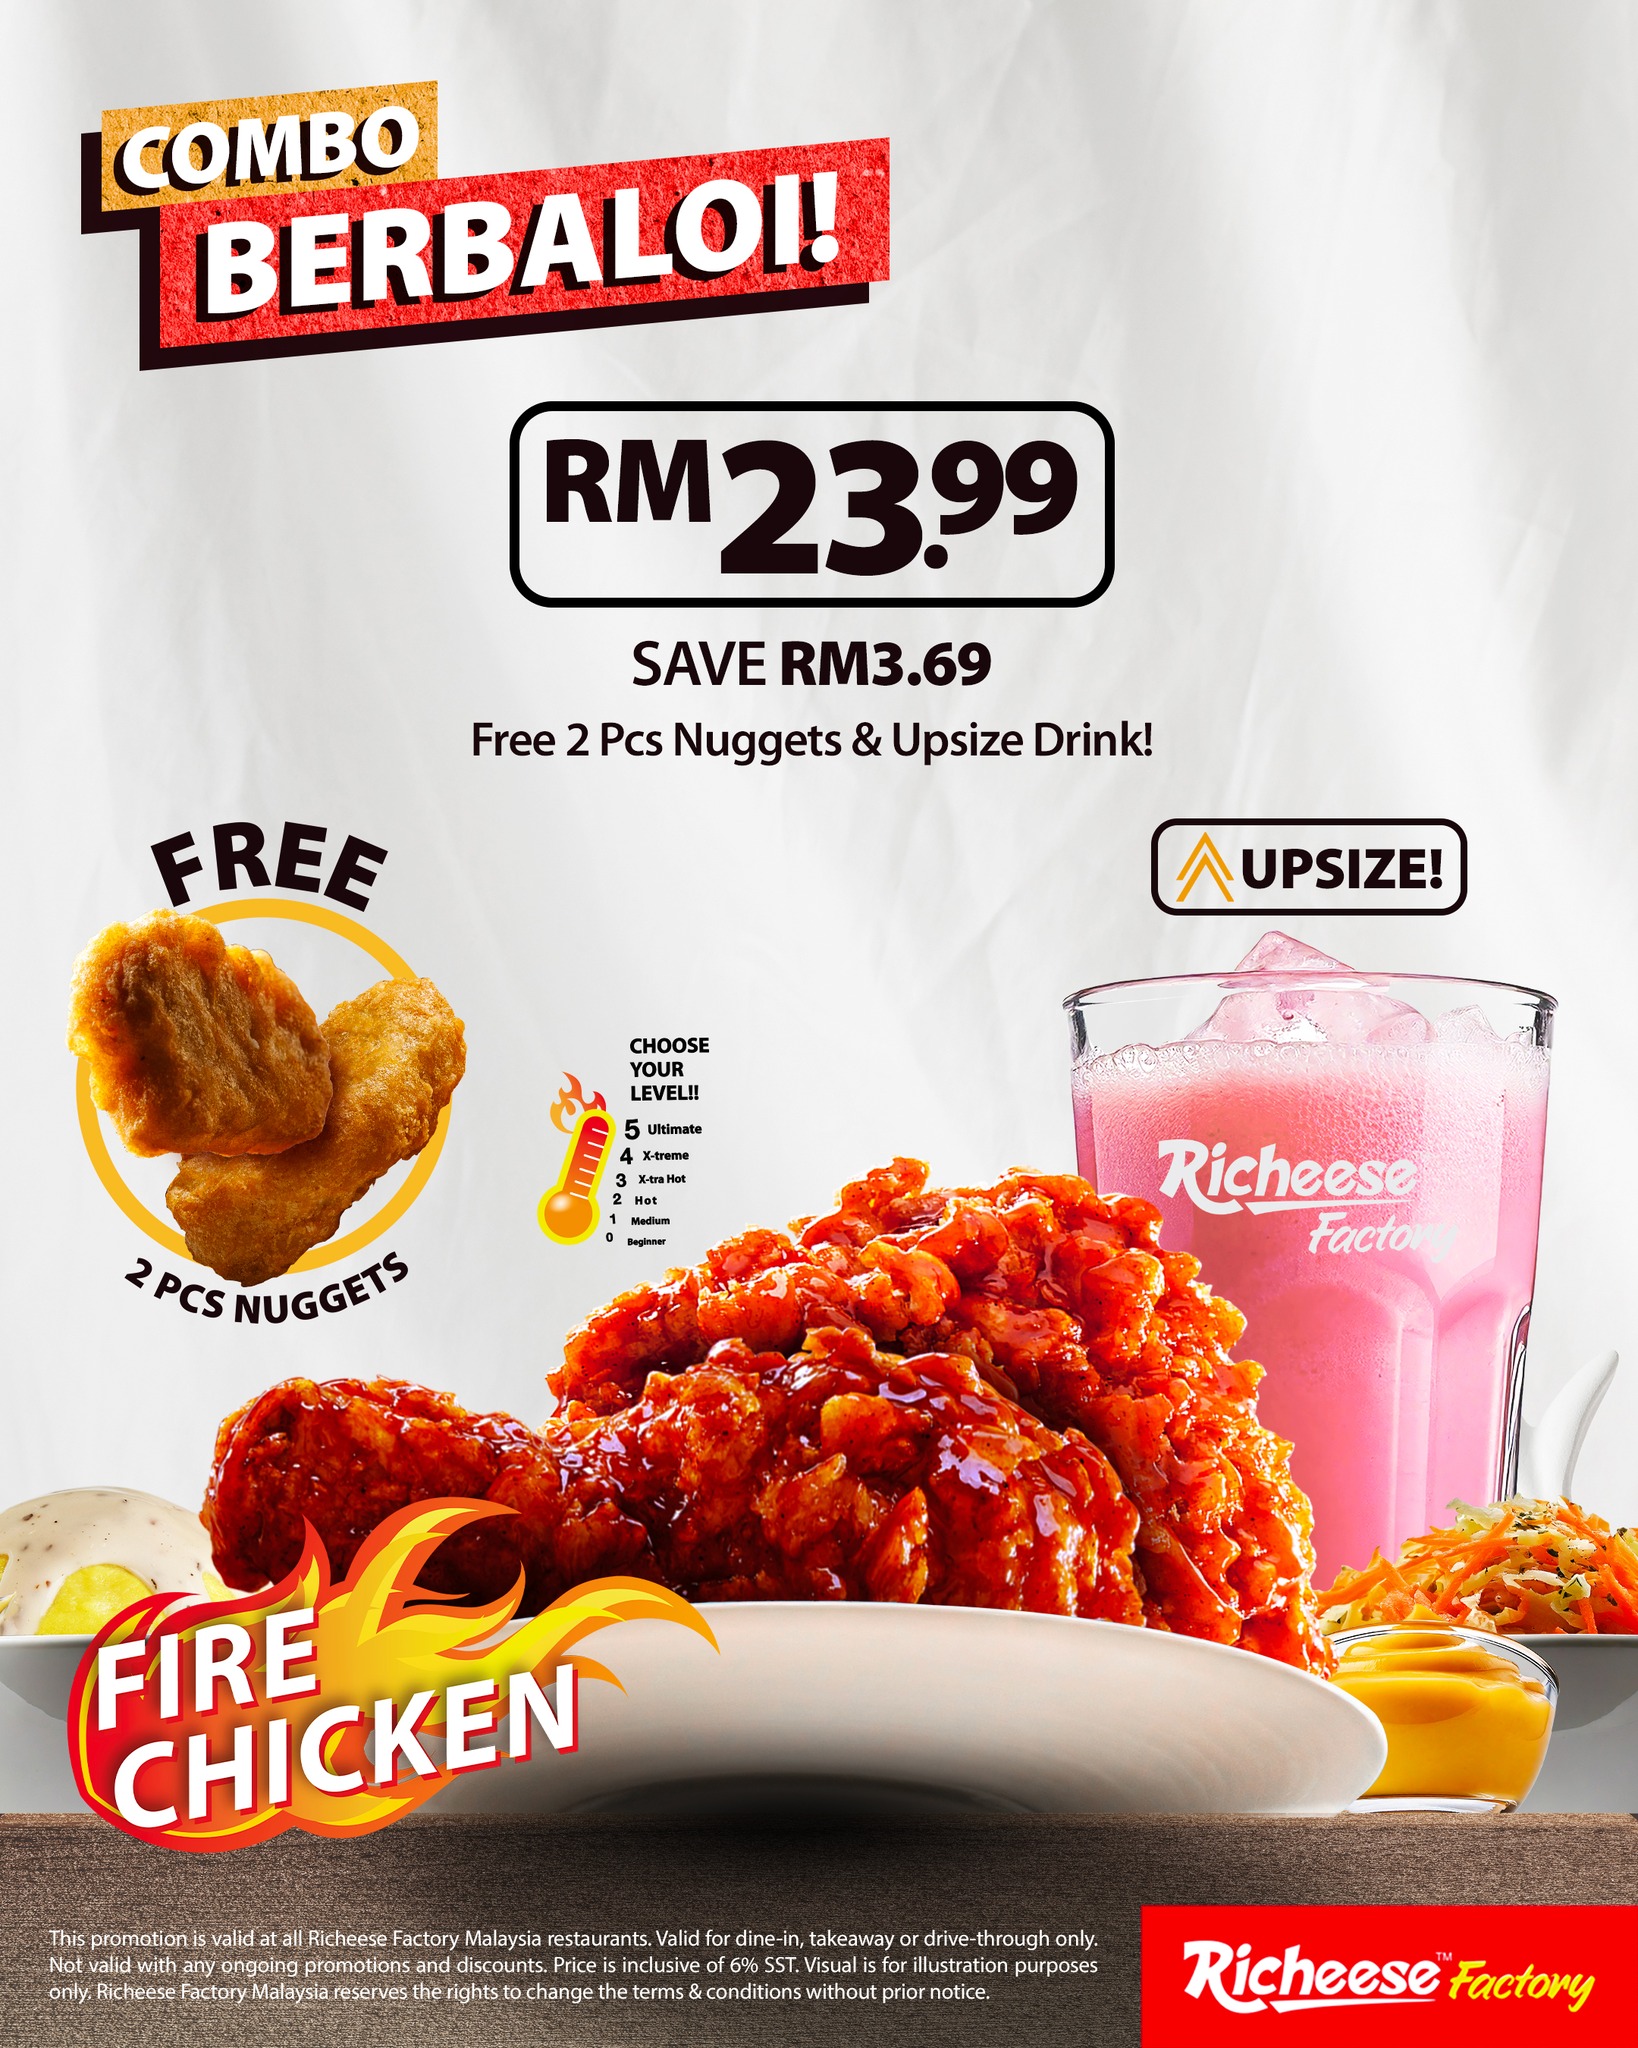 COMBO
BERBALOI!
RM23.99
SAVE RM3.69
Free 2 Pcs Nuggets & Upsize Drink!
FREE
2 PCS NUGGETS
UPSIZE!
CHOOSE
YOUR
LEVEL!!
5 Ultimate
4 X-treme
3 X-tra Hot
2 Hot
1 Medium
0 Beginner
Richeese
Factory
FIRE
CHICKEN
This promotion is valid at all Richeese Factory Malaysia restaurants. Valid for dine-in, takeaway or drive-through only.
Not valid with any ongoing promotions and discounts. Price is inclusive of 6% SST. Visual is for illustration purposes
only. Richeese Factory Malaysia reserves the rights to change the terms & conditions without prior notice.
Richeese™ Factory